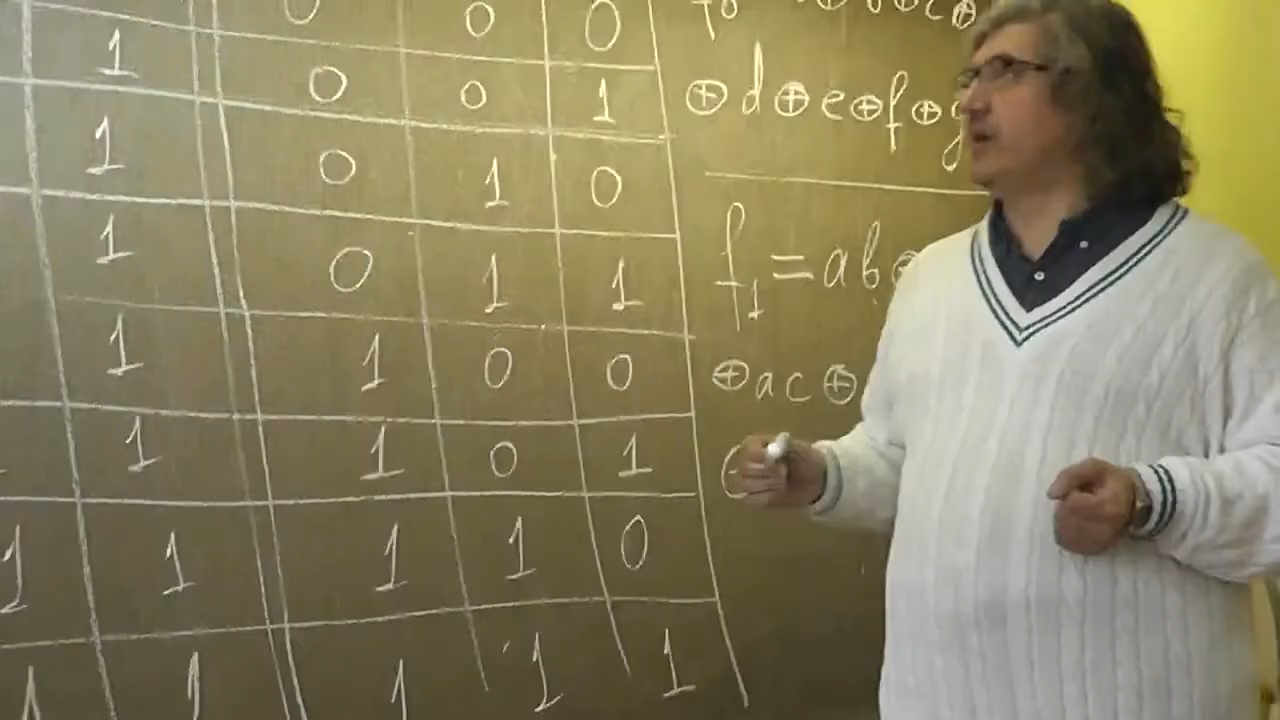 0 0 0
1 0 0 1
1 0 1 0
1 0 1 1
1 1 0 0
1 1 0 1
1 1 1 1 0
1 1 1 1 1
⊕ d ⊕ e ⊕ f ⊕ g
f₁ = ab ⊕
⊕ ac ⊕